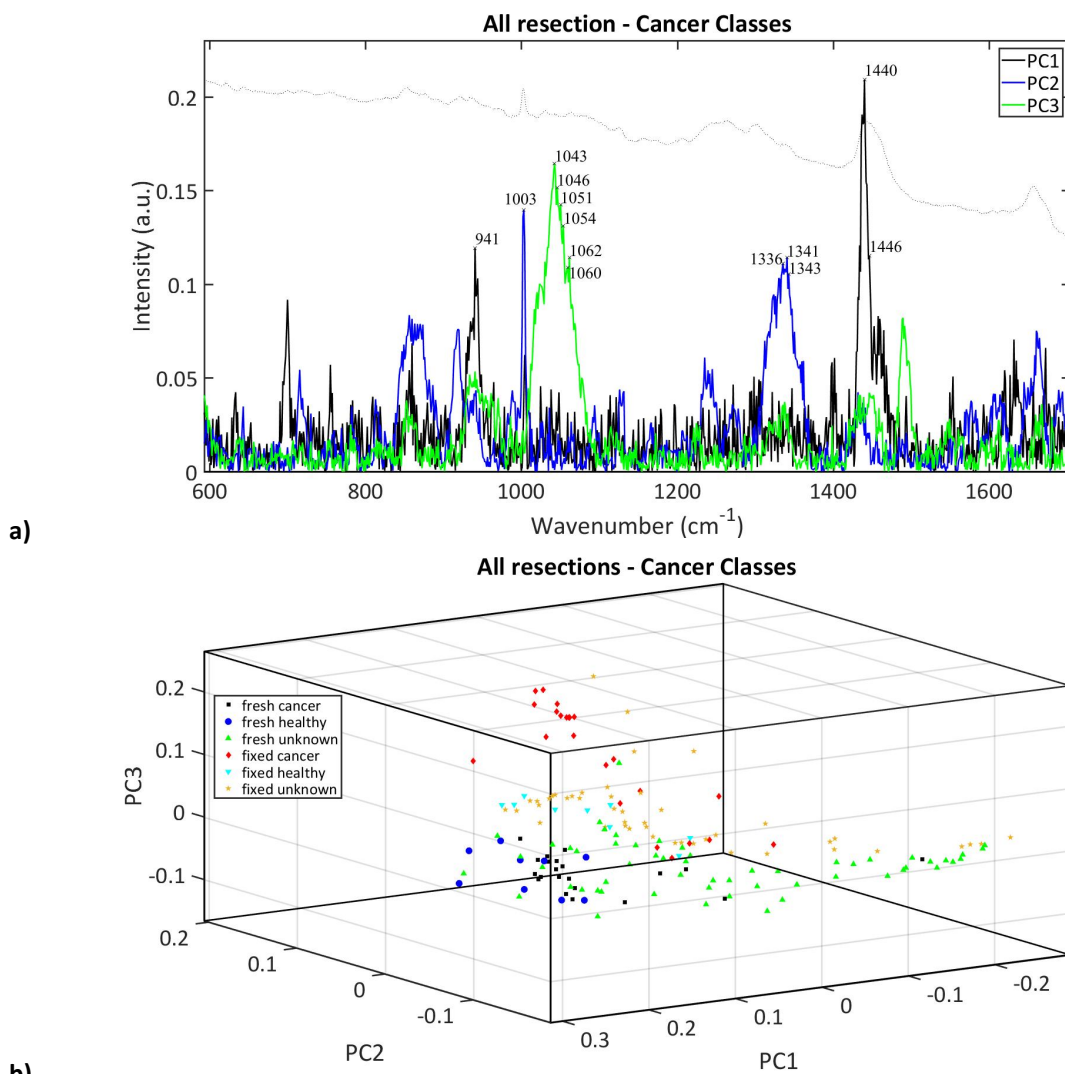 All resection - Cancer Classes
PC1
PC2
PC3
1440
1043
1046
1051
1054
1003
941
1062
1060
1336
1341
1343
1446
0.2
0.15
0.1
0.05
0
Intensity (a.u.)
600 800 1000 1200 1400 1600
Wavenumber (cm⁻¹)
a)
All resections - Cancer Classes
fresh cancer
fresh healthy
fresh unknown
fixed cancer
fixed healthy
fixed unknown
0.2
0.1
0
-0.1
PC3
0.2
0.1
0
-0.1
PC2
0.3
0.2
0.1
0
-0.1
-0.2
PC1
b)